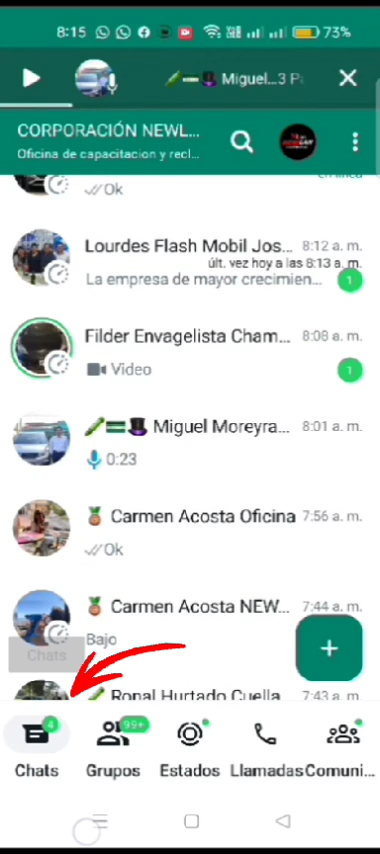 8:15
73%
Miguel...3 P
CORPORACIÓN NEWL...
Oficina de capacitacion y recl...
en línea
Ok
Lourdes Flash Mobil Jos... 8:12 a. m.
últ. vez hoy a las 8:13 a. m.
La empresa de mayor crecimien... 1
Filder Envagelista Cham... 8:08 a. m.
Video 1
Miguel Moreyra... 8:01 a. m.
0:23
Carmen Acosta Oficina 7:56 a. m.
Ok
Carmen Acosta NEW... 7:44 a. m.
Bajo
Chats
Ronal Hurtado Cuella 7:43 a. m.
4 99+
Chats Grupos Estados Llamadas Comuni...